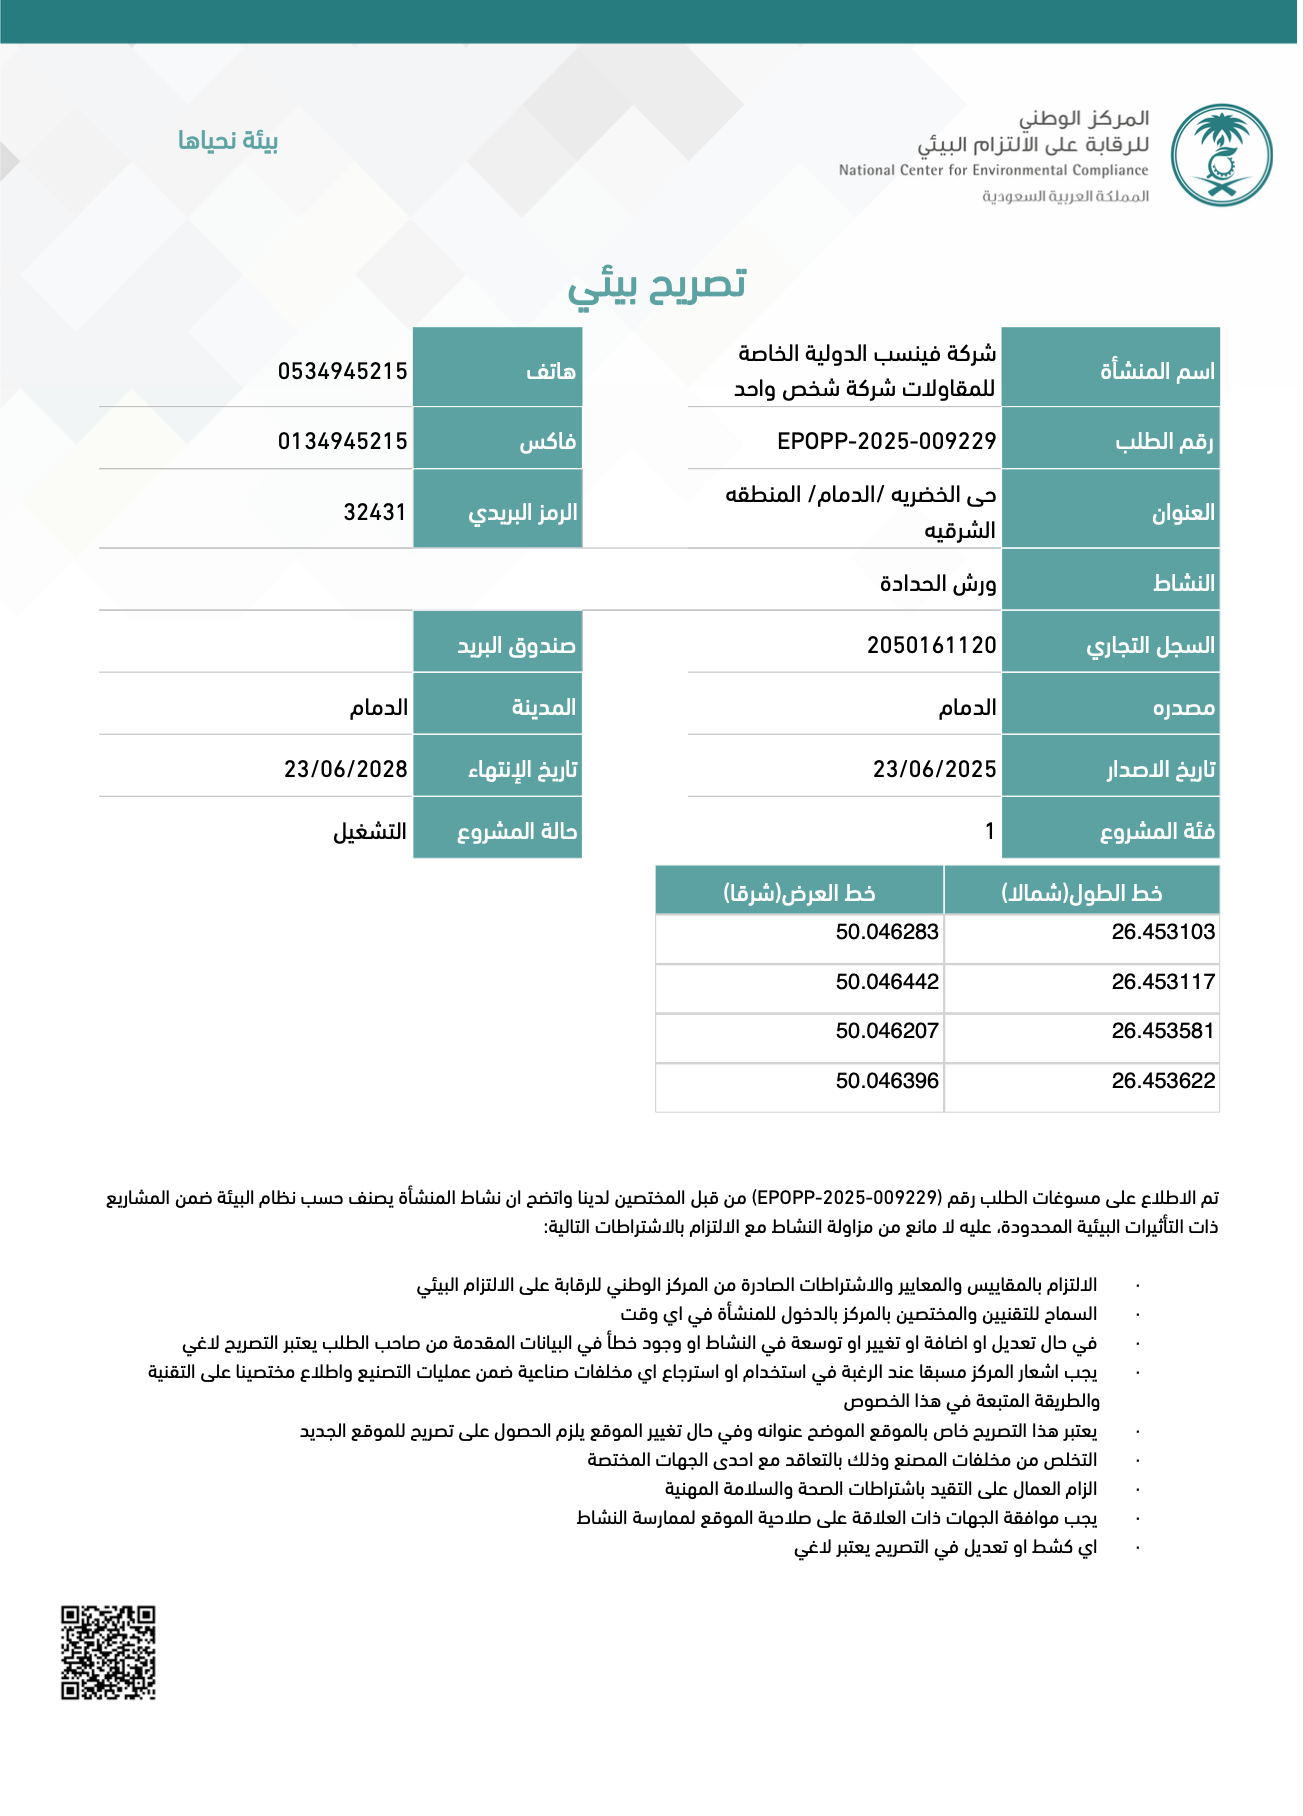 المركز الوطني
للرقابة على الالتزام البيئي
National Center for Environmental Compliance
المملكة العربية السعودية
بيئة نحياها
تصريح بيئي
اسم المنشأة شركة فينسب الدولية الخاصة للمقاولات شركة شخص واحد هاتف 0534945215
رقم الطلب EPOPP-2025-009229 فاكس 0134945215
العنوان حى الخضريه /الدمام/ المنطقه الشرقيه الرمز البريدي 32431
النشاط ورش الحدادة
السجل التجاري 2050161120 صندوق البريد
مصدره الدمام المدينة الدمام
تاريخ الاصدار 23/06/2025 تاريخ الإنتهاء 23/06/2028
فئة المشروع 1 حالة المشروع التشغيل
خط الطول(شمالا) خط العرض(شرقا)
26.453103 50.046283
26.453117 50.046442
26.453581 50.046207
26.453622 50.046396
تم الاطلاع على مسوغات الطلب رقم (EPOPP-2025-009229) من قبل المختصين لدينا واتضح ان نشاط المنشأة يصنف حسب نظام البيئة ضمن المشاريع
ذات التأثيرات البيئية المحدودة، عليه لا مانع من مزاولة النشاط مع الالتزام بالاشتراطات التالية:
· الالتزام بالمقاييس والمعايير والاشتراطات الصادرة من المركز الوطني للرقابة على الالتزام البيئي
· السماح للتقنيين والمختصين بالمركز بالدخول للمنشأة في اي وقت
· في حال تعديل او اضافة او تغيير او توسعة في النشاط او وجود خطأ في البيانات المقدمة من صاحب الطلب يعتبر التصريح لاغي
· يجب اشعار المركز مسبقا عند الرغبة في استخدام او استرجاع اي مخلفات صناعية ضمن عمليات التصنيع واطلاع مختصينا على التقنية
والطريقة المتبعة في هذا الخصوص
· يعتبر هذا التصريح خاص بالموقع الموضح عنوانه وفي حال تغيير الموقع يلزم الحصول على تصريح للموقع الجديد
· التخلص من مخلفات المصنع وذلك بالتعاقد مع احدى الجهات المختصة
· الزام العمال على التقيد باشتراطات الصحة والسلامة المهنية
· يجب موافقة الجهات ذات العلاقة على صلاحية الموقع لممارسة النشاط
· اي كشط او تعديل في التصريح يعتبر لاغي